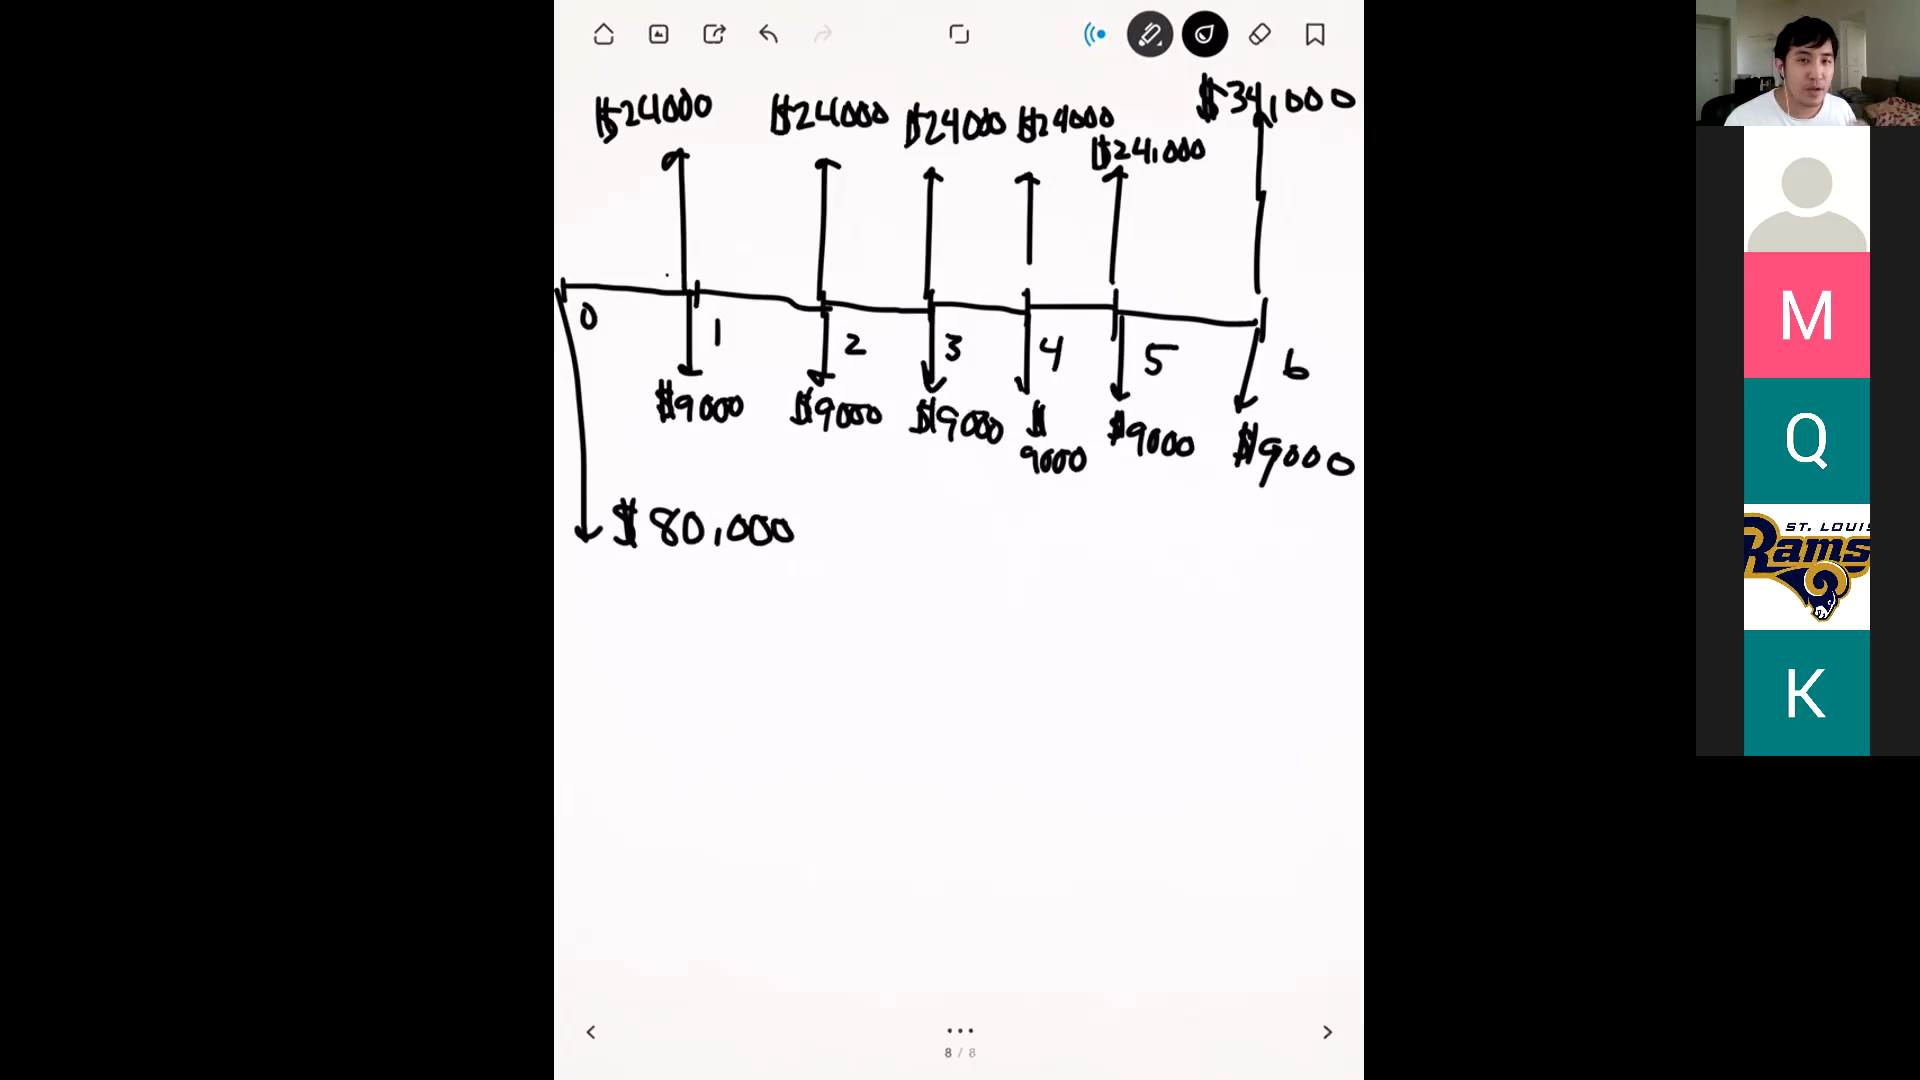 $24000 $24000 $24000 $24000 $34,000
$24,000
0 1 2 3 4 5 6
$9000 $9000 $9000 $ $9000 $9000
9000
$80,000
8 / 8
M
Q
ST. LOUIS
Rams
K